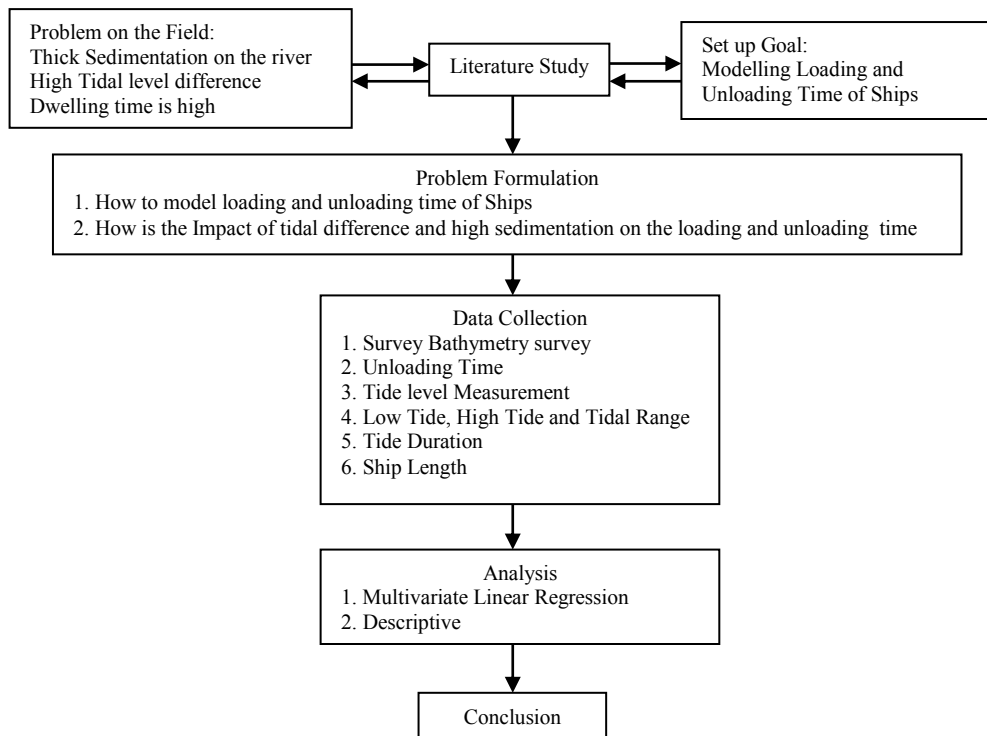 Problem on the Field:
Thick Sedimentation on the river
High Tidal level difference
Dwelling time is high
Literature Study
Set up Goal:
Modelling Loading and
Unloading Time of Ships
Problem Formulation
1. How to model loading and unloading time of Ships
2. How is the Impact of tidal difference and high sedimentation on the loading and unloading time
Data Collection
1. Survey Bathymetry survey
2. Unloading Time
3. Tide level Measurement
4. Low Tide, High Tide and Tidal Range
5. Tide Duration
6. Ship Length
Analysis
1. Multivariate Linear Regression
2. Descriptive
Conclusion